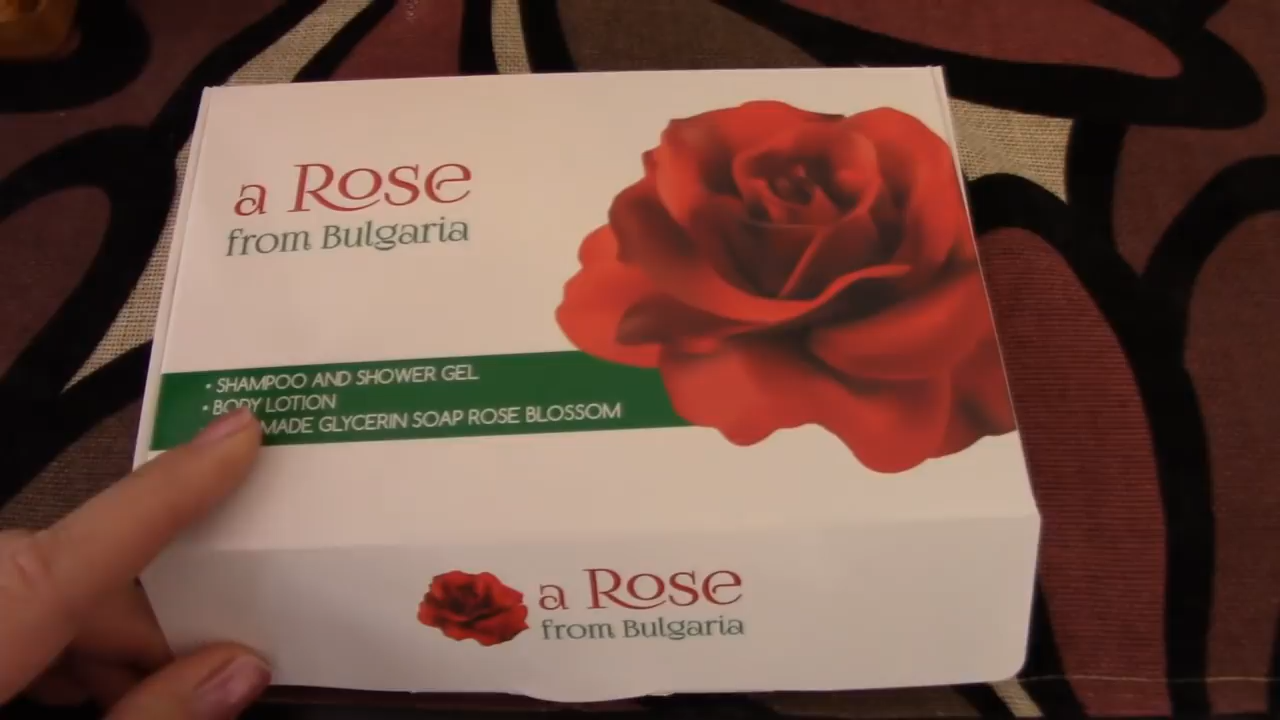 a Rose
from Bulgaria
• SHAMPOO AND SHOWER GEL
• BODY LOTION
MADE GLYCERIN SOAP ROSE BLOSSOM
a Rose
from Bulgaria